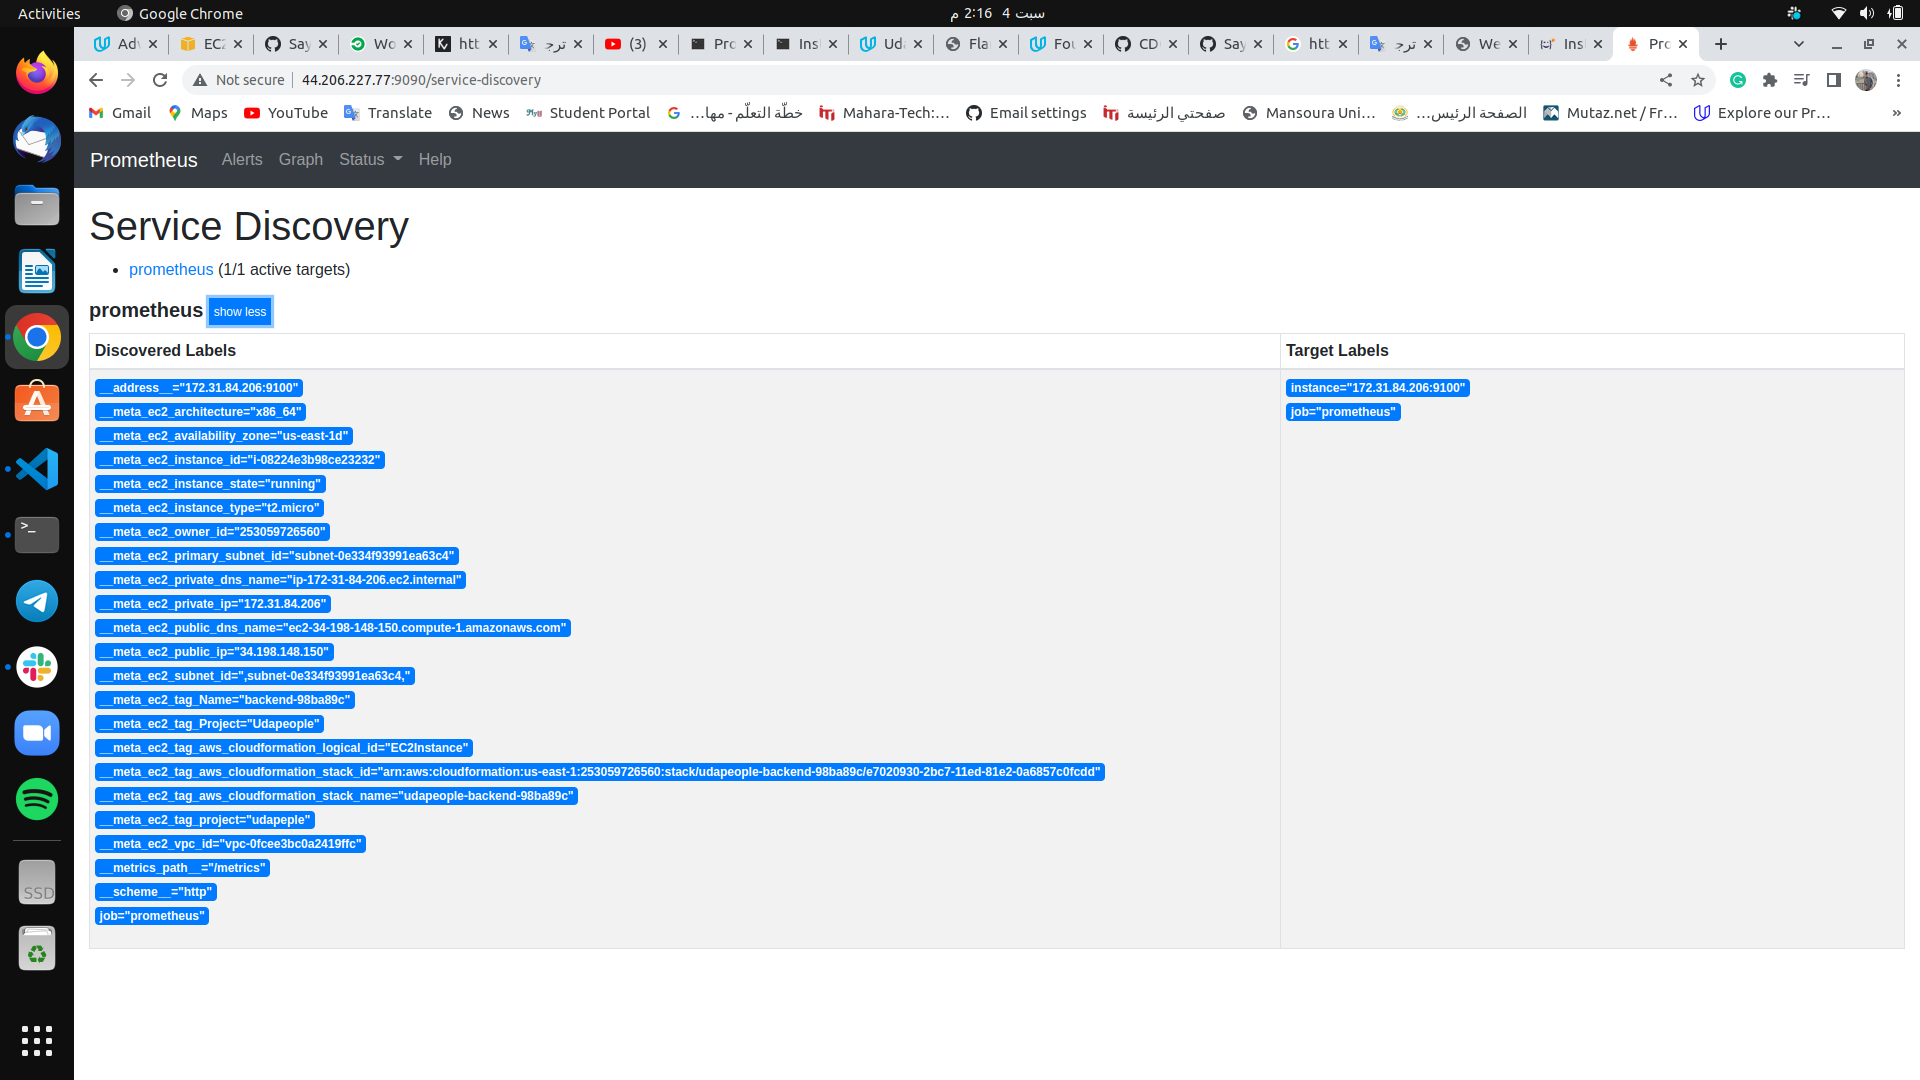 Activities
Google Chrome
سبت 4 2:16 م
Adv
EC2
Say
Wo
htt
ترجـ
(3)
Pro
Ins
Uda
Fla
Fou
CD
Say
htt
ترجـ
We
Ins
Pro
Not secure
44.206.227.77:9090/service-discovery
Gmail
Maps
YouTube
Translate
News
Student Portal
خطّة التعلّم - مها...
Mahara-Tech:...
Email settings
صفحتي الرئيسة
Mansoura Uni...
الصفحة الرئيس...
Mutaz.net / Fr...
Explore our Pr...
»
Prometheus
Alerts
Graph
Status
Help
Service Discovery
prometheus (1/1 active targets)
prometheus
show less
Discovered Labels
Target Labels
__address__="172.31.84.206:9100"
__meta_ec2_architecture="x86_64"
__meta_ec2_availability_zone="us-east-1d"
__meta_ec2_instance_id="i-08224e3b98ce23232"
__meta_ec2_instance_state="running"
__meta_ec2_instance_type="t2.micro"
__meta_ec2_owner_id="253059726560"
__meta_ec2_primary_subnet_id="subnet-0e334f93991ea63c4"
__meta_ec2_private_dns_name="ip-172-31-84-206.ec2.internal"
__meta_ec2_private_ip="172.31.84.206"
__meta_ec2_public_dns_name="ec2-34-198-148-150.compute-1.amazonaws.com"
__meta_ec2_public_ip="34.198.148.150"
__meta_ec2_subnet_id=",subnet-0e334f93991ea63c4,"
__meta_ec2_tag_Name="backend-98ba89c"
__meta_ec2_tag_Project="Udapeople"
__meta_ec2_tag_aws_cloudformation_logical_id="EC2Instance"
__meta_ec2_tag_aws_cloudformation_stack_id="arn:aws:cloudformation:us-east-1:253059726560:stack/udapeople-backend-98ba89c/e7020930-2bc7-11ed-81e2-0a6857c0fcdd"
__meta_ec2_tag_aws_cloudformation_stack_name="udapeople-backend-98ba89c"
__meta_ec2_tag_project="udapeple"
__meta_ec2_vpc_id="vpc-0fcee3bc0a2419ffc"
__metrics_path__="/metrics"
__scheme__="http"
job="prometheus"
instance="172.31.84.206:9100"
job="prometheus"
SSD